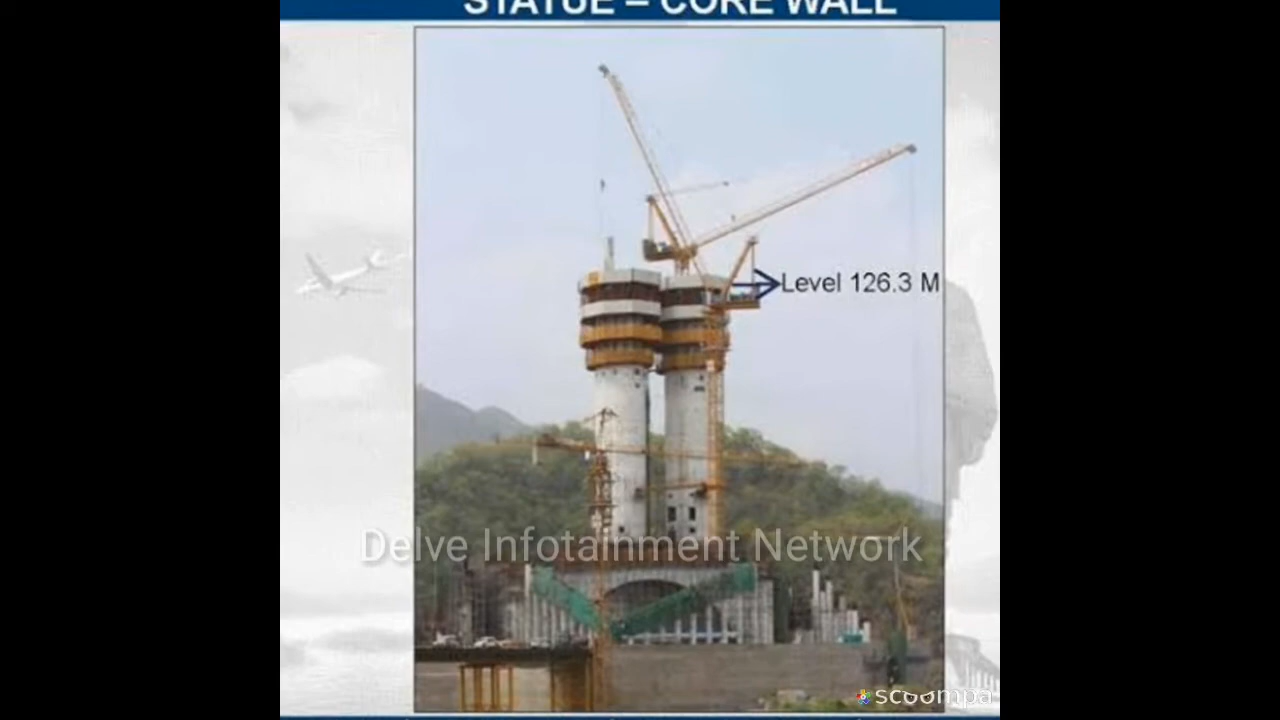 STATUE – CORE WALL
Level 126.3 M
Delve Infotainment Network
scoompa